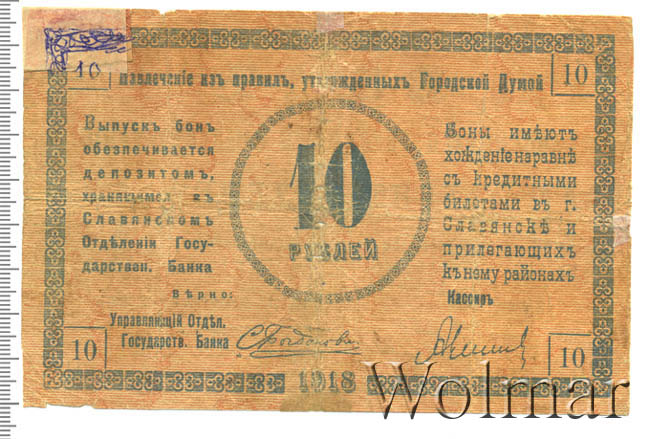 10
Извлеченіе изъ правилъ, утвержденныхъ Городской Думой
10
Выпускъ бонъ
обезпечивается
депозитомъ,
хранящимся въ
Славянскомъ
Отдѣленіи Госу-
дарствен. Банка
Вѣрно:
Управляющій Отдѣл.
Государств. Банка
10
РУБЛЕЙ
Боны имѣютъ
хожденіе наравнѣ
съ кредитными
билетами въ г.
Славянскѣ и
прилегающихъ
къ нему районахъ
Кассиръ
10
1918
10
Wolmar